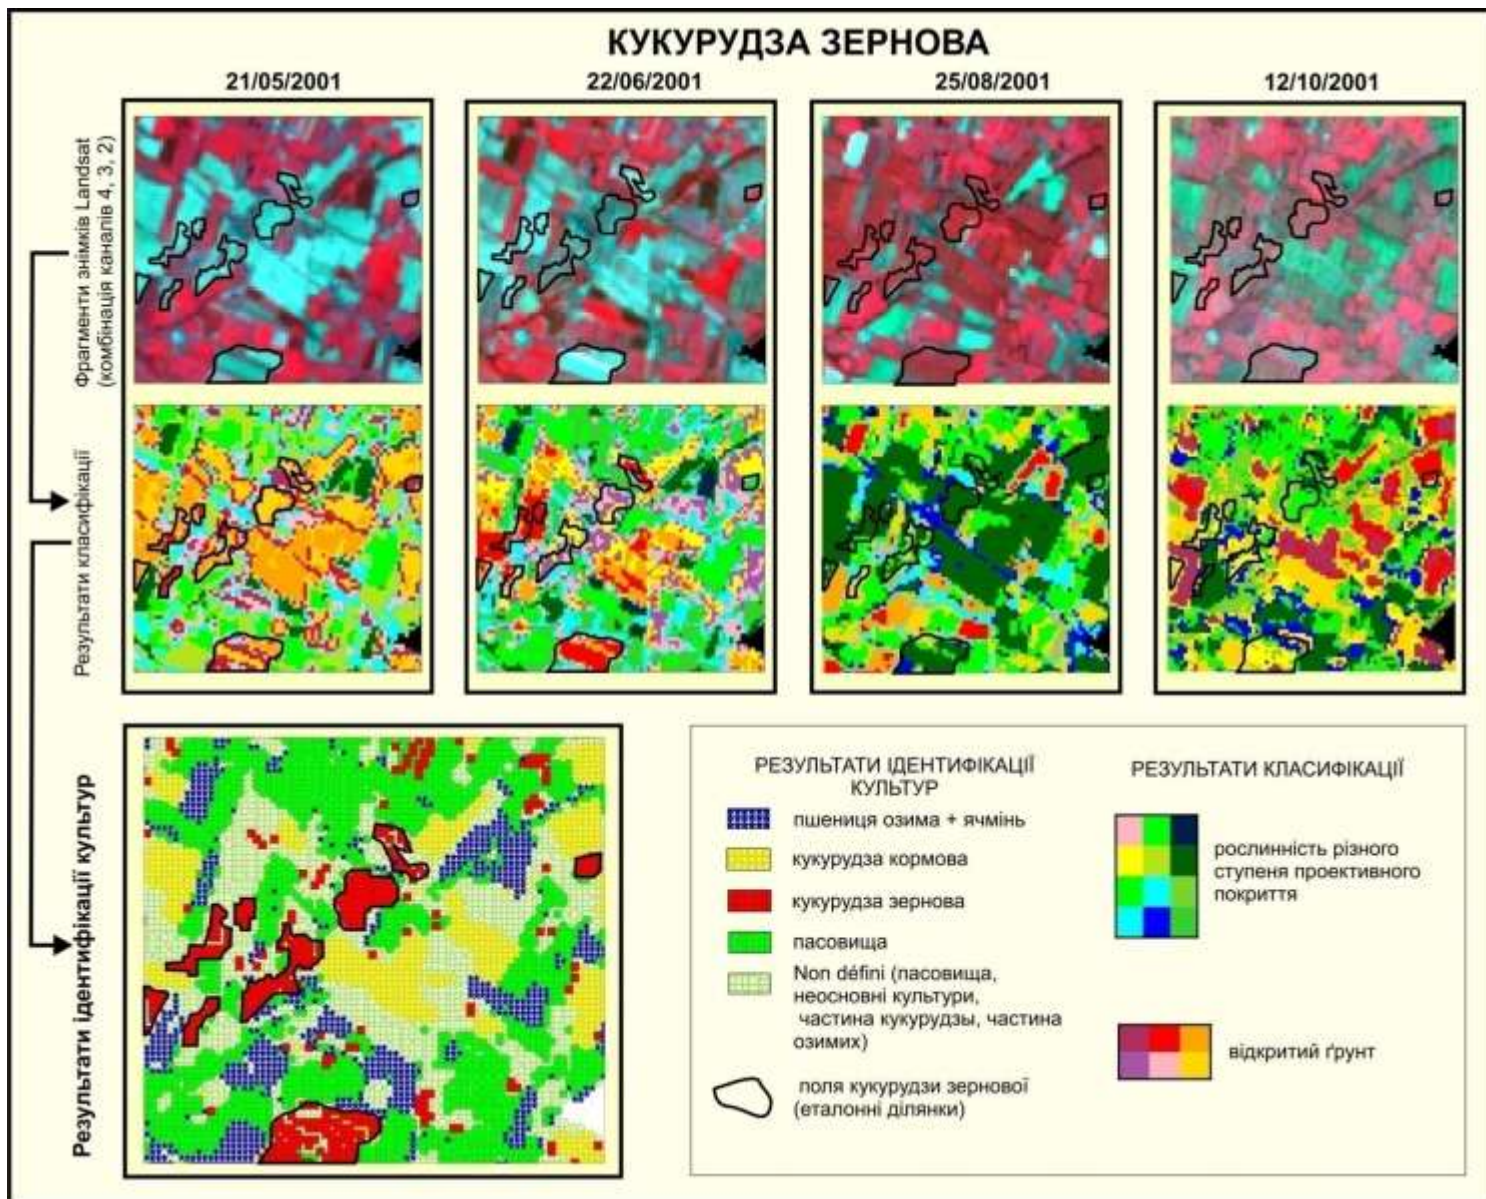 КУКУРУДЗА ЗЕРНОВА
21/05/2001
22/06/2001
25/08/2001
12/10/2001
Фрагменти знімків Landsat
(комбінація каналів 4, 3, 2)
Результати класифікації
Результати ідентифікації культур
РЕЗУЛЬТАТИ ІДЕНТИФІКАЦІЇ
КУЛЬТУР
пшениця озима + ячмінь
кукурудза кормова
кукурудза зернова
пасовища
Non défini (пасовища,
неосновні культури,
частина кукурудзы, частина
озимих)
поля кукурудзи зернової
(еталонні ділянки)
РЕЗУЛЬТАТИ КЛАСИФІКАЦІЇ
рослинність різного
ступеня проективного
покриття
відкритий ґрунт